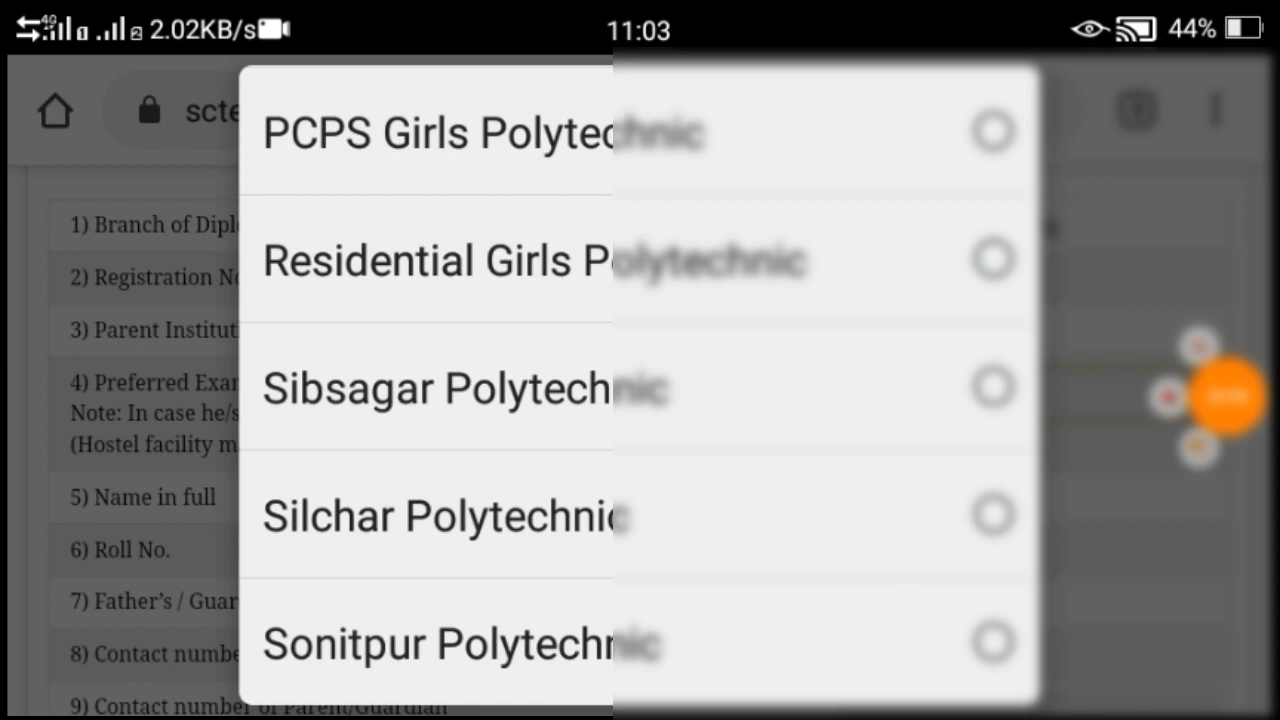 4G 2.02KB/s 11:03 44%
scte
PCPS Girls Polytechnic
Residential Girls Polytechnic
Sibsagar Polytechnic
Silchar Polytechnic
Sonitpur Polytechnic
1) Branch of Dipl
2) Registration N
3) Parent Institut
4) Preferred Exa
Note: In case he/s
(Hostel facility m
5) Name in full
6) Roll No.
7) Father's / Guar
8) Contact numbe
9) Contact number of Parent/Guardian